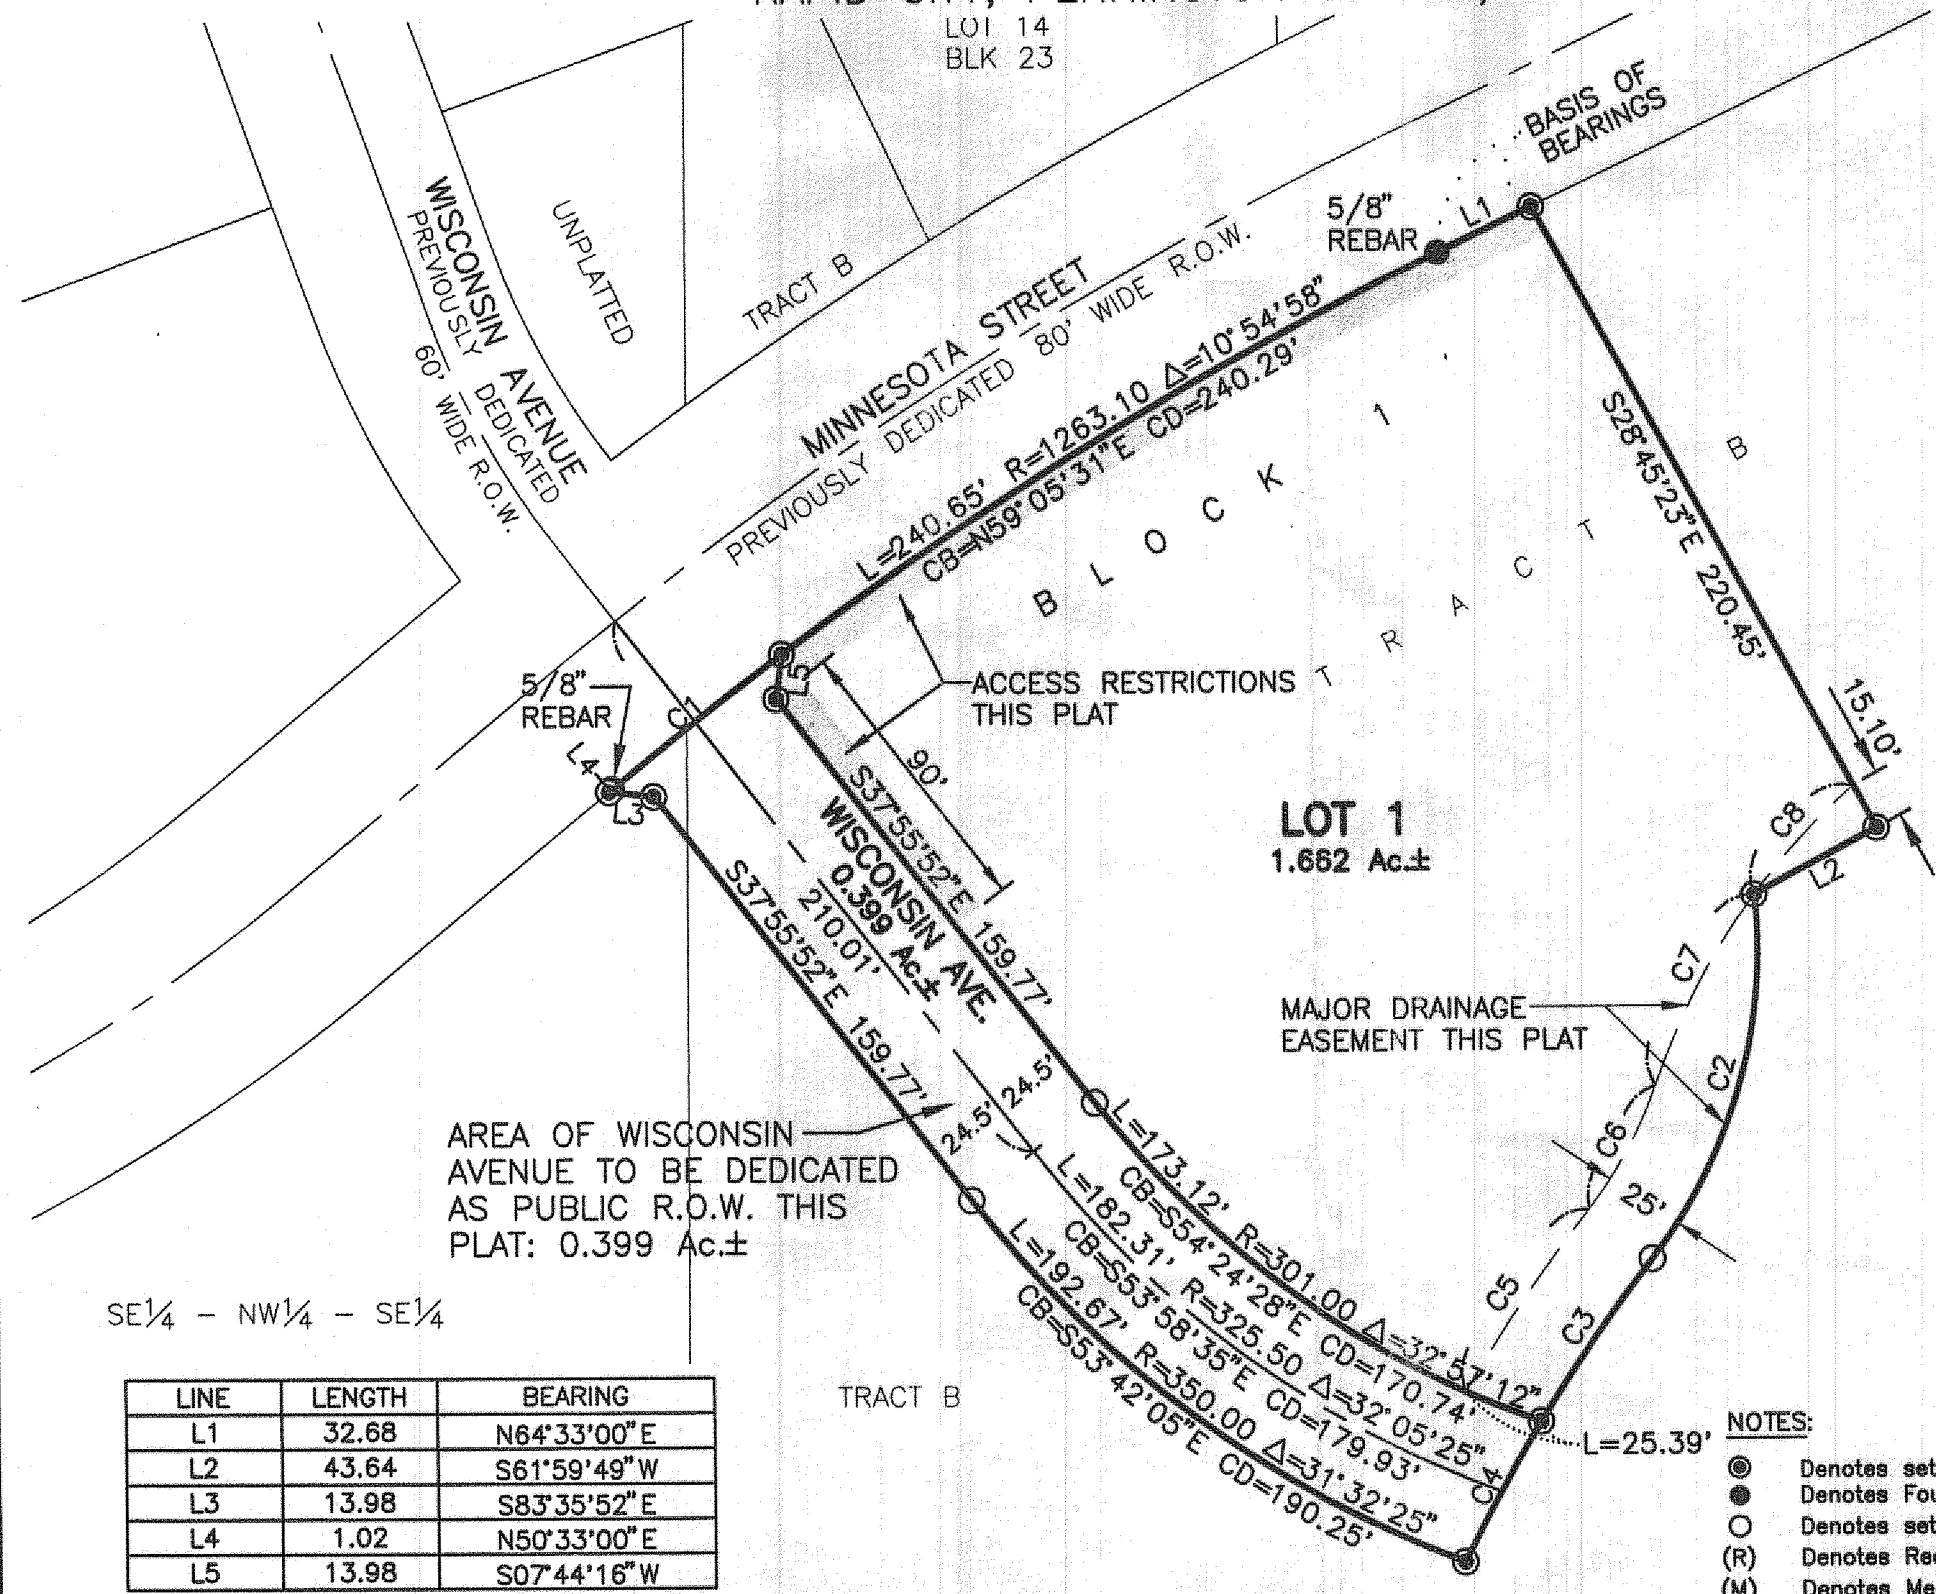 LOT 14
BLK 23
BASIS OF
BEARINGS
5/8"
REBAR
L1
WISCONSIN AVENUE
PREVIOUSLY DEDICATED
60' WIDE R.O.W.
UNPLATTED
TRACT B
MINNESOTA STREET
PREVIOUSLY DEDICATED 80' WIDE R.O.W.
L=240.65' R=1263.10 Δ=10°54'58"
CB=N59°05'31"E CD=240.29'
BLOCK 1
TRACT B
S28°45'23"E 220.45'
15.10'
5/8"
REBAR
L4
L3
L5
ACCESS RESTRICTIONS
THIS PLAT
90'
S37°55'52"E 159.77'
WISCONSIN AVE.
0.399 Ac.±
210.01'
S37°55'52"E 159.77'
LOT 1
1.662 Ac.±
C8
L2
C7
MAJOR DRAINAGE
EASEMENT THIS PLAT
C2
C6
25'
C5
C3
24.5'
24.5'
AREA OF WISCONSIN
AVENUE TO BE DEDICATED
AS PUBLIC R.O.W. THIS
PLAT: 0.399 Ac.±
L=173.12' R=301.00 Δ=32°57'12"
CB=S54°24'28"E CD=170.74'
L=182.31' R=325.50 Δ=32°05'25"
CB=S53°58'35"E CD=179.93'
L=192.67' R=350.00 Δ=31°32'25"
CB=S53°42'05"E CD=190.25'
L=25.39'
C4
SE1/4 - NW1/4 - SE1/4
TRACT B
LINE LENGTH BEARING
L1 32.68 N64°33'00"E
L2 43.64 S61°59'49"W
L3 13.98 S83°35'52"E
L4 1.02 N50°33'00"E
L5 13.98 S07°44'16"W
NOTES:
Denotes set
Denotes
Denotes set
(R) Denotes
(M) Denotes